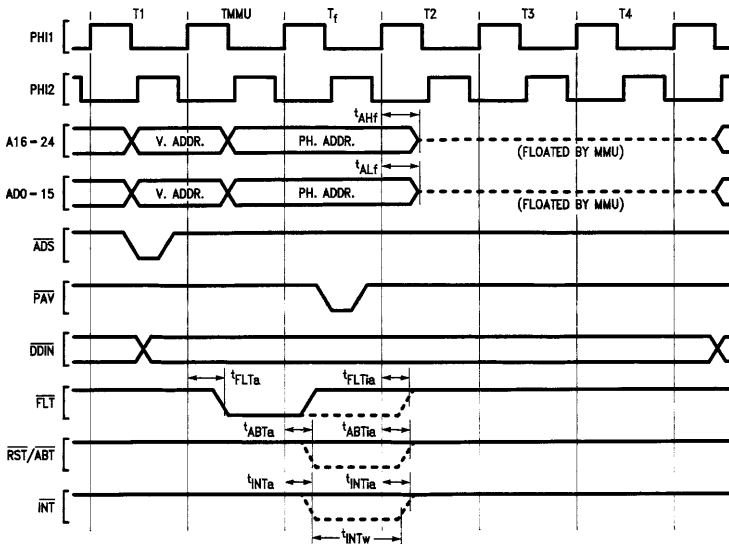 T1 TMMU Tf T2 T3 T4
PHI1
PHI2
tAHf
A16-24 V. ADDR. PH. ADDR. (FLOATED BY MMU)
tALf
AD0-15 V. ADDR. PH. ADDR. (FLOATED BY MMU)
ADS
PAV
DDIN
tFLTa tFLTia
FLT
tABTa tABTia
RST/ABT
tINTa tINTia
INT
tINTw